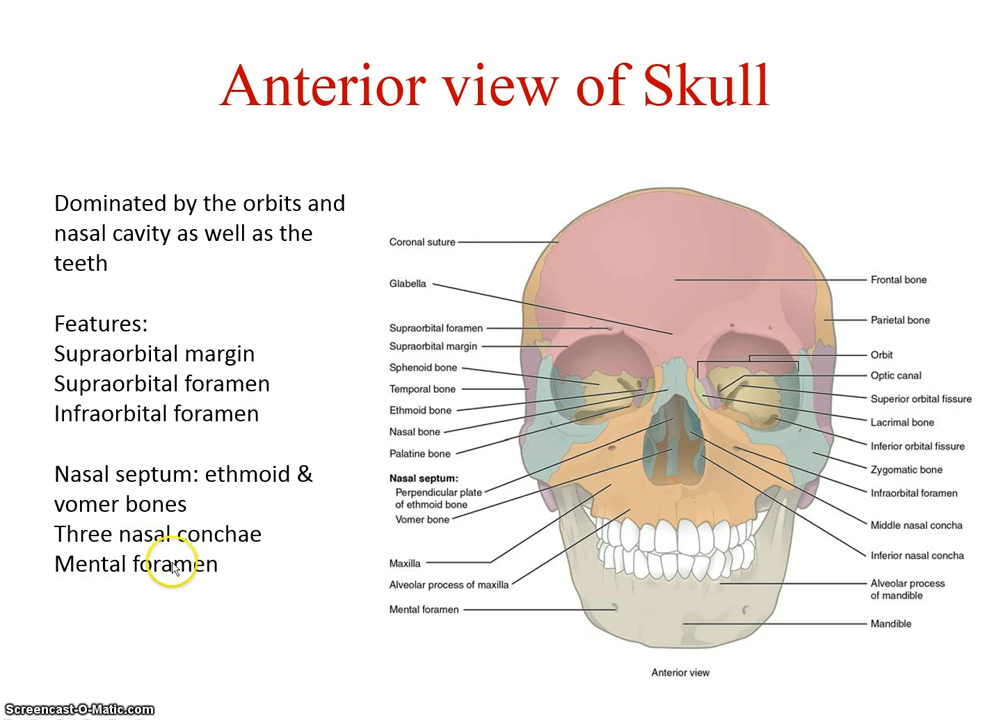 Anterior view of Skull
Dominated by the orbits and
nasal cavity as well as the
teeth
Features:
Supraorbital margin
Supraorbital foramen
Infraorbital foramen
Nasal septum: ethmoid &
vomer bones
Three nasal conchae
Mental foramen
Coronal suture
Glabella
Supraorbital foramen
Supraorbital margin
Sphenoid bone
Temporal bone
Ethmoid bone
Nasal bone
Palatine bone
Nasal septum:
Perpendicular plate
of ethmoid bone
Vomer bone
Maxilla
Alveolar process of maxilla
Mental foramen
Frontal bone
Parietal bone
Orbit
Optic canal
Superior orbital fissure
Lacrimal bone
Inferior orbital fissure
Zygomatic bone
Infraorbital foramen
Middle nasal concha
Inferior nasal concha
Alveolar process
of mandible
Mandible
Anterior view
Screencast-O-Matic.com